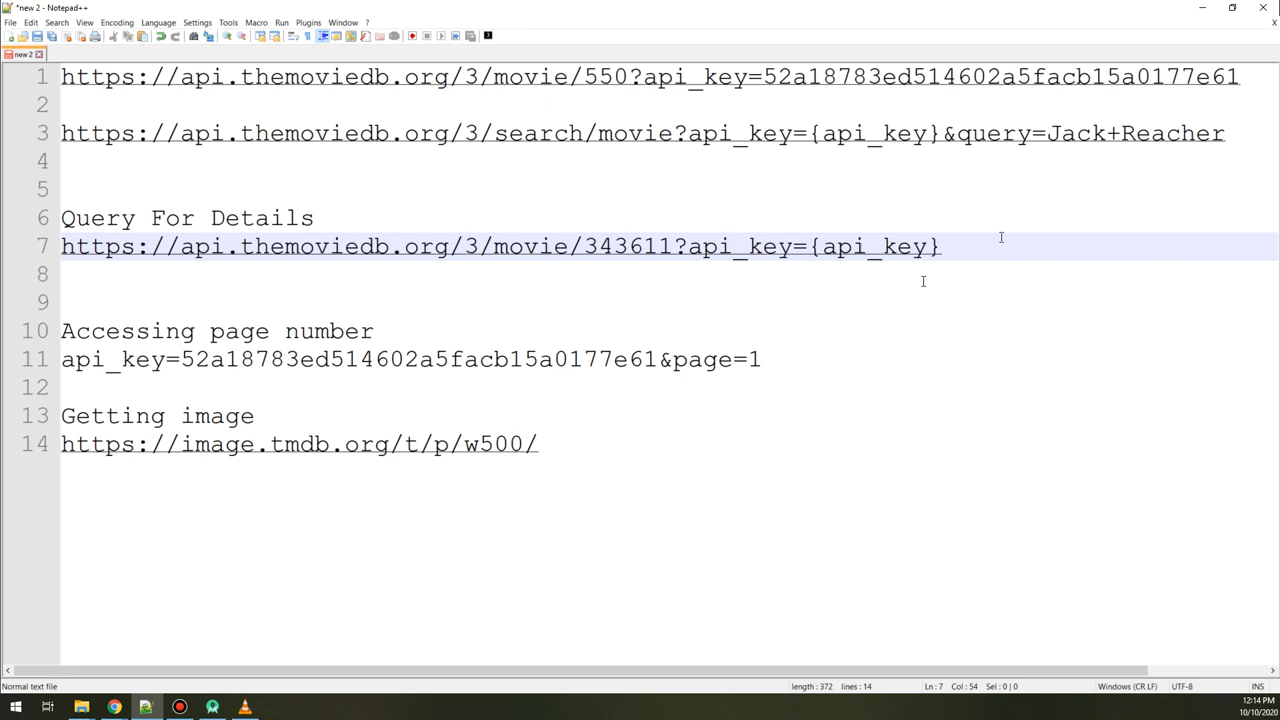 *new 2 - Notepad++
File Edit Search View Encoding Language Settings Tools Macro Run Plugins Window ?
new 2
1 https://api.themoviedb.org/3/movie/550?api_key=52a18783ed514602a5facb15a0177e61
2
3 https://api.themoviedb.org/3/search/movie?api_key={api_key}&query=Jack+Reacher
4
5
6 Query For Details
7 https://api.themoviedb.org/3/movie/343611?api_key={api_key}
8
9
10 Accessing page number
11 api_key=52a18783ed514602a5facb15a0177e61&page=1
12
13 Getting image
14 https://image.tmdb.org/t/p/w500/
Normal text file length : 372 lines : 14 Ln : 7 Col : 54 Sel : 0 | 0 Windows (CR LF) UTF-8 INS
12:14 PM
10/10/2020